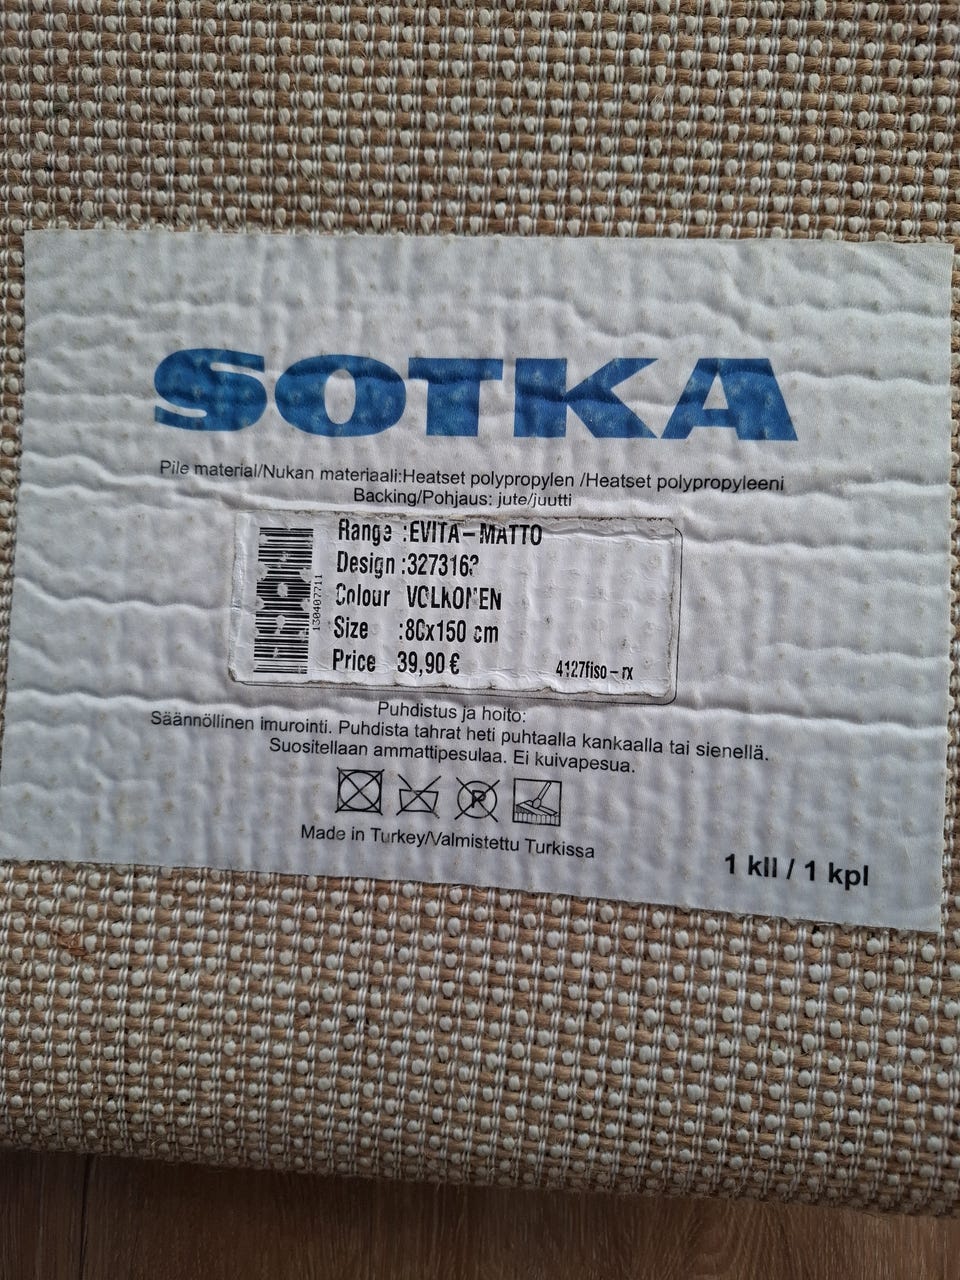 SOTKA
Pile material/Nukan materiaali:Heatset polypropylen /Heatset polypropyleeni
Backing/Pohjaus: jute/juutti
Range :EVITA-MATTO
Design :
Colour
Size :80x150 cm
Price 39,90 €
4127fiso-rx
130407711
Puhdistus ja hoito:
Säännöllinen imurointi. Puhdista tahrat heti puhtaalla kankaalla tai sienellä.
Suositellaan ammattipesulaa. Ei kuivapesua.
P
Made in Turkey/Valmistettu Turkissa
1 kll / 1 kpl